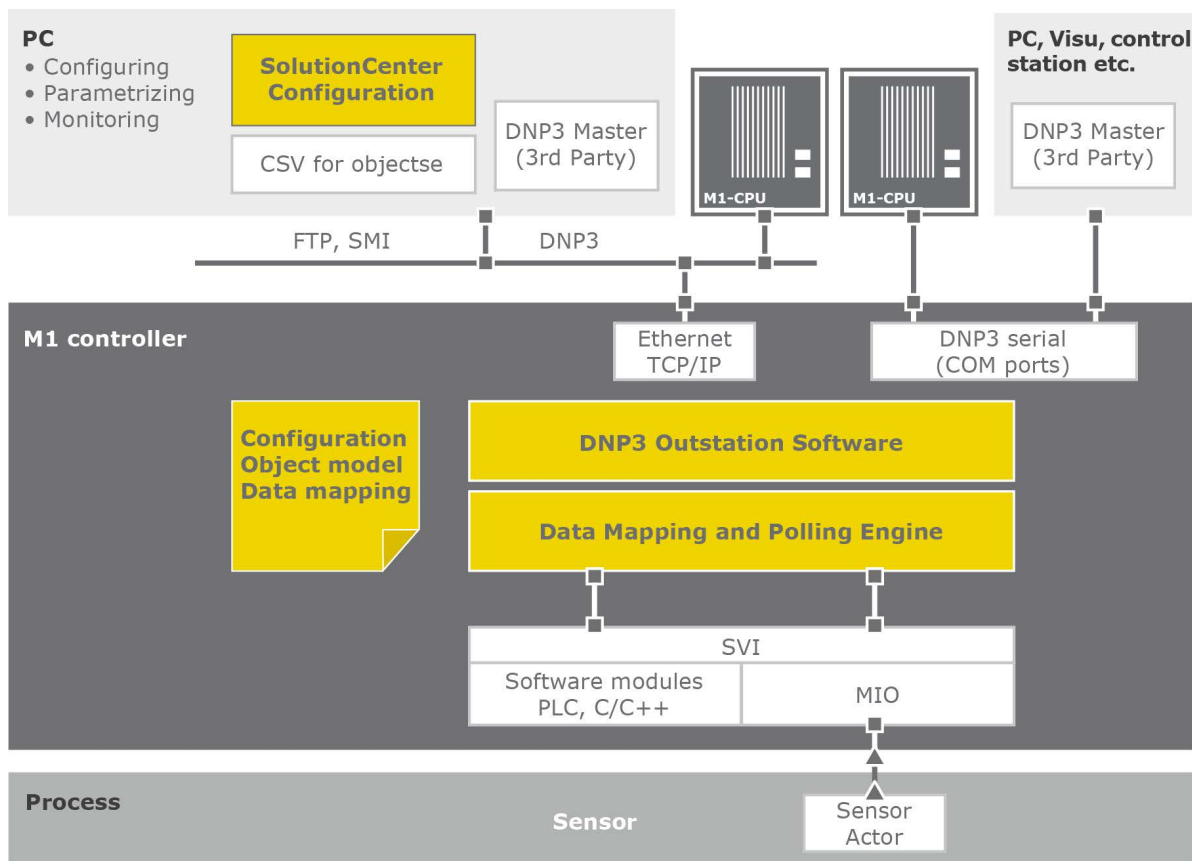 PC
• Configuring
• Parametrizing
• Monitoring
SolutionCenter
Configuration
CSV for objectse
DNP3 Master
(3rd Party)
M1-CPU
M1-CPU
PC, Visu, control
station etc.
DNP3 Master
(3rd Party)
FTP, SMI
DNP3
M1 controller
Ethernet
TCP/IP
DNP3 serial
(COM ports)
Configuration
Object model
Data mapping
DNP3 Outstation Software
Data Mapping and Polling Engine
SVI
Software modules
PLC, C/C++
MIO
Process
Sensor
Sensor
Actor